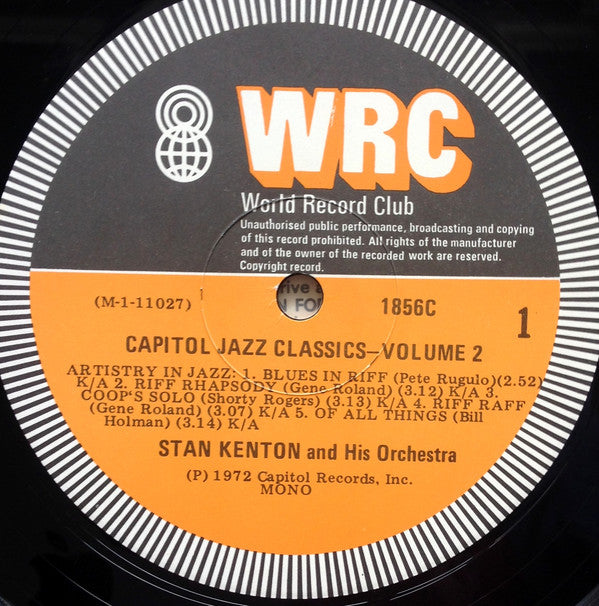 WRC
World Record Club
Unauthorised public performance, broadcasting and copying
of this record prohibited. All rights of the manufacturer
and of the owner of the recorded work are reserved.
Copyright record.
(M-1-11027)
1856C
1
CAPITOL JAZZ CLASSICS—VOLUME 2
ARTISTRY IN JAZZ: 1. BLUES IN RIFF (Pete Rugulo)(2.52)
K/A 2. RIFF RHAPSODY (Gene Roland) (3.12) K/A 3.
COOP'S SOLO (Shorty Rogers) (3.13) K/A 4. RIFF RAFF
(Gene Roland) (3.07) K/A 5. OF ALL THINGS (Bill
Holman) (3.14) K/A
STAN KENTON and His Orchestra
(P) 1972 Capitol Records, Inc.
MONO